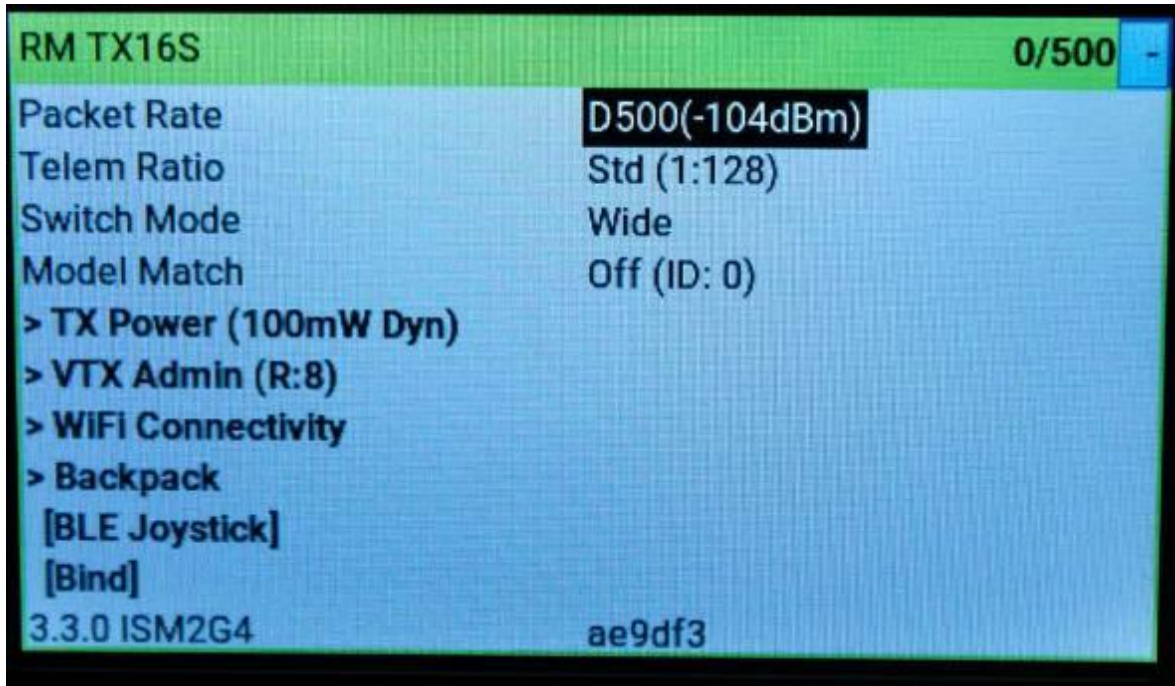 RM TX16S 0/500 -
Packet Rate D500(-104dBm)
Telem Ratio Std (1:128)
Switch Mode Wide
Model Match Off (ID: 0)
> TX Power (100mW Dyn)
> VTX Admin (R:8)
> WiFi Connectivity
> Backpack
[BLE Joystick]
[Bind]
3.3.0 ISM2G4 ae9df3